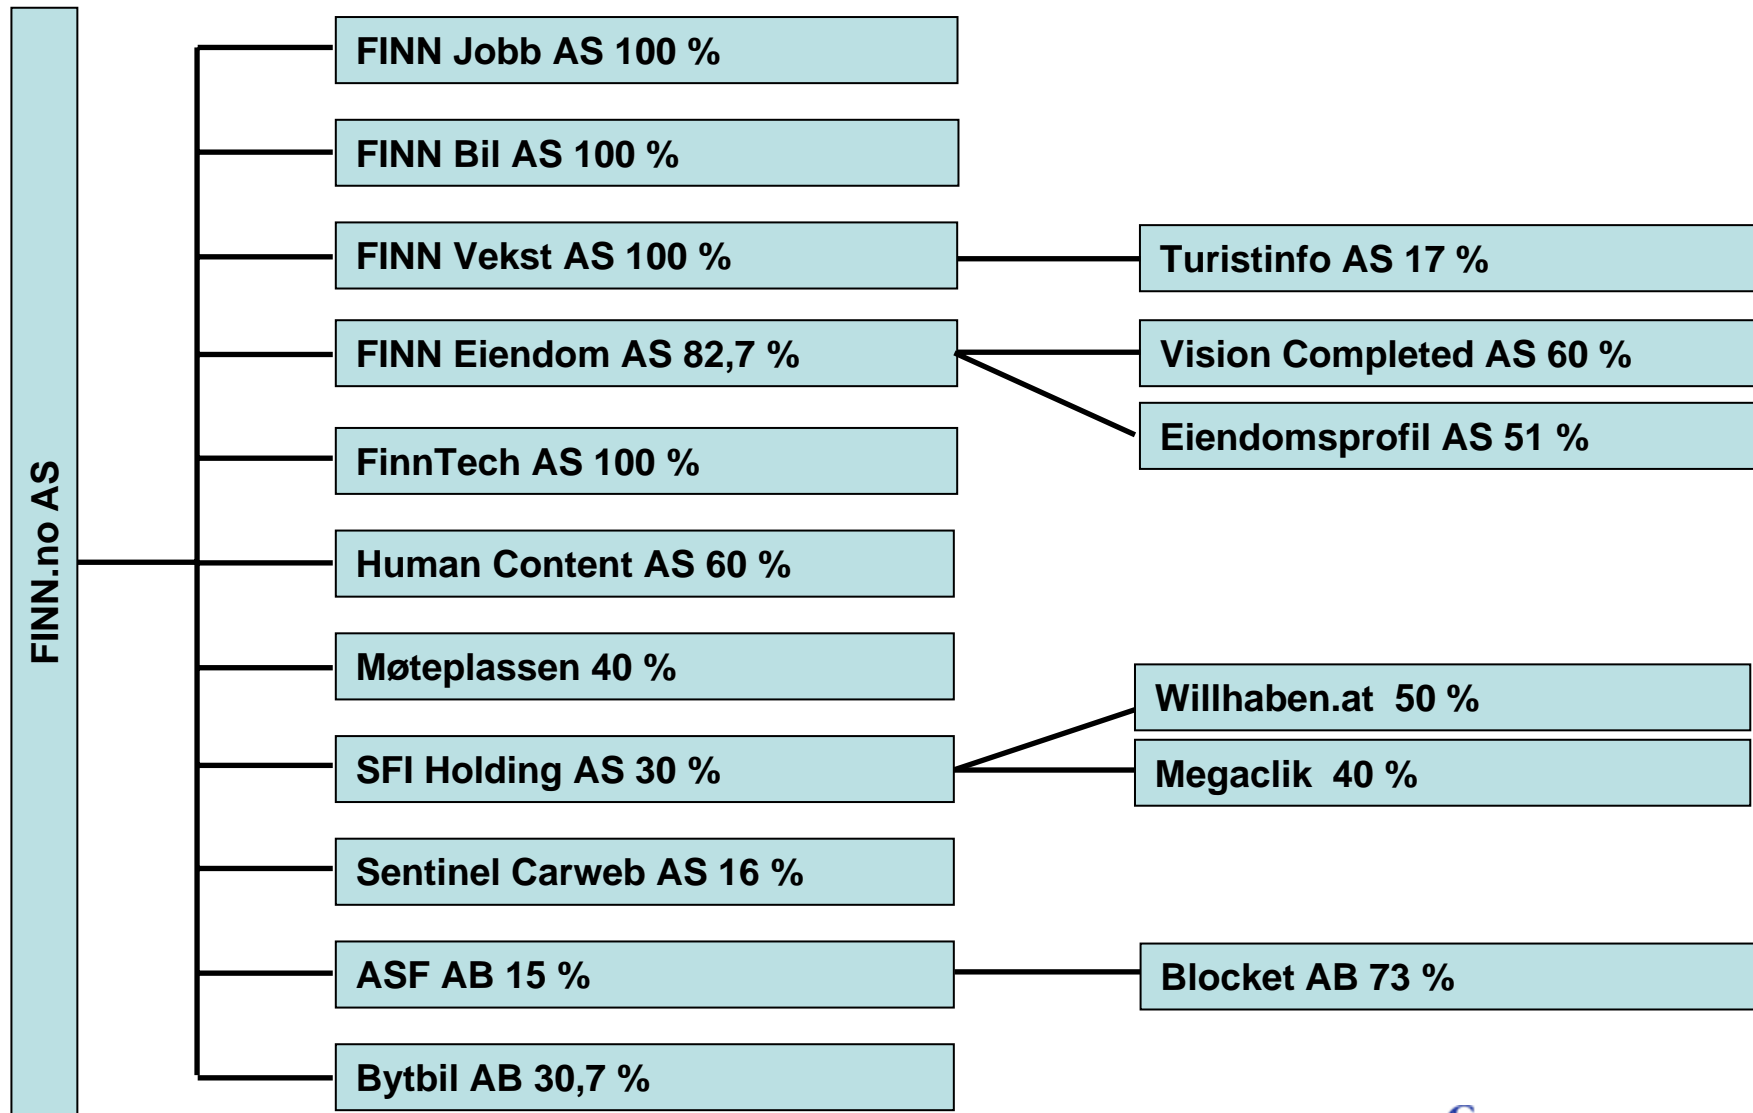 FINN.no AS
FINN Jobb AS 100 %
FINN Bil AS 100 %
FINN Vekst AS 100 %
Turistinfo AS 17 %
FINN Eiendom AS 82,7 %
Vision Completed AS 60 %
Eiendomsprofil AS 51 %
FinnTech AS 100 %
Human Content AS 60 %
Møteplassen 40 %
Willhaben.at  50 %
SFI Holding AS 30 %
Megaclik  40 %
Sentinel Carweb AS 16 %
ASF AB 15 %
Blocket AB 73 %
Bytbil AB 30,7 %